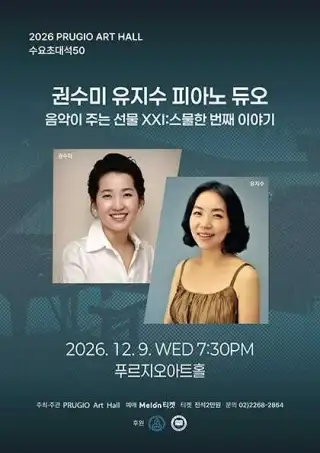 2026 PRUGIO ART HALL
수요초대석50
권수미 유지수 피아노 듀오
음악이 주는 선물 XXI:스물한 번째 이야기
권수미
유지수
2026. 12. 9. WED 7:30PM
푸르지오아트홀
주최·주관 PRUGIO Art Hall 예매 Melon티켓 티켓 전석2만원 문의 02)2268-2864
후원